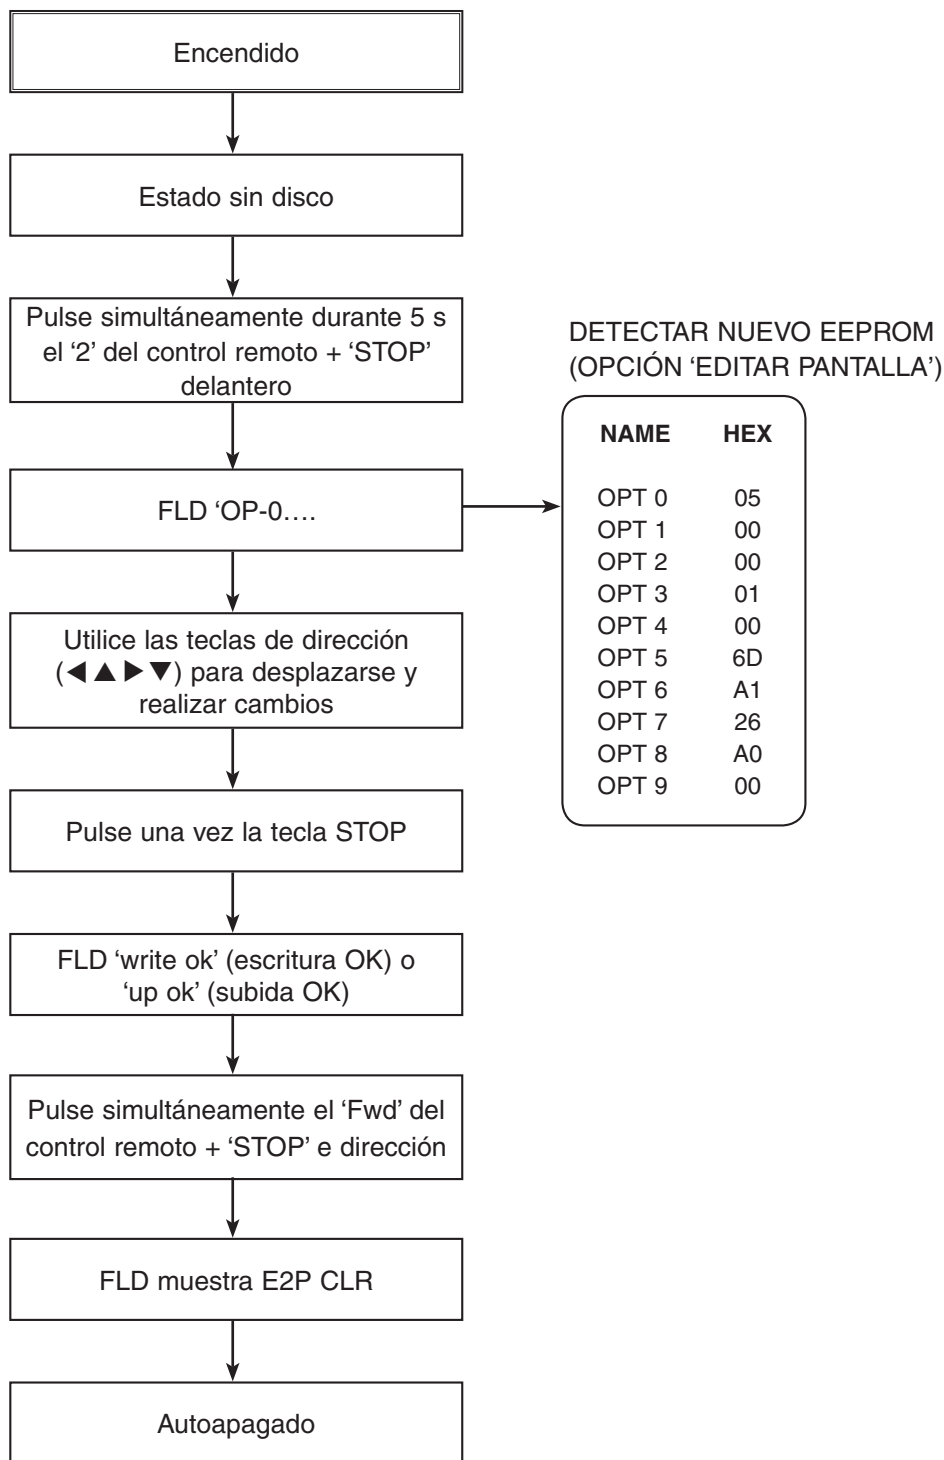 Encendido
Estado sin disco
Pulse simultáneamente durante 5 s
el ‘2’ del control remoto + ‘STOP’
delantero
FLD ‘OP-0....
Utilice las teclas de dirección
(◀ ▲ ▶ ▼) para desplazarse y
realizar cambios
Pulse una vez la tecla STOP
FLD ‘write ok’ (escritura OK) o
‘up ok’ (subida OK)
Pulse simultáneamente el ‘Fwd’ del
control remoto + ‘STOP’ e dirección
FLD muestra E2P CLR
Autoapagado
DETECTAR NUEVO EEPROM
(OPCIÓN ‘EDITAR PANTALLA’)
NAME HEX
OPT 0 05
OPT 1 00
OPT 2 00
OPT 3 01
OPT 4 00
OPT 5 6D
OPT 6 A1
OPT 7 26
OPT 8 A0
OPT 9 00